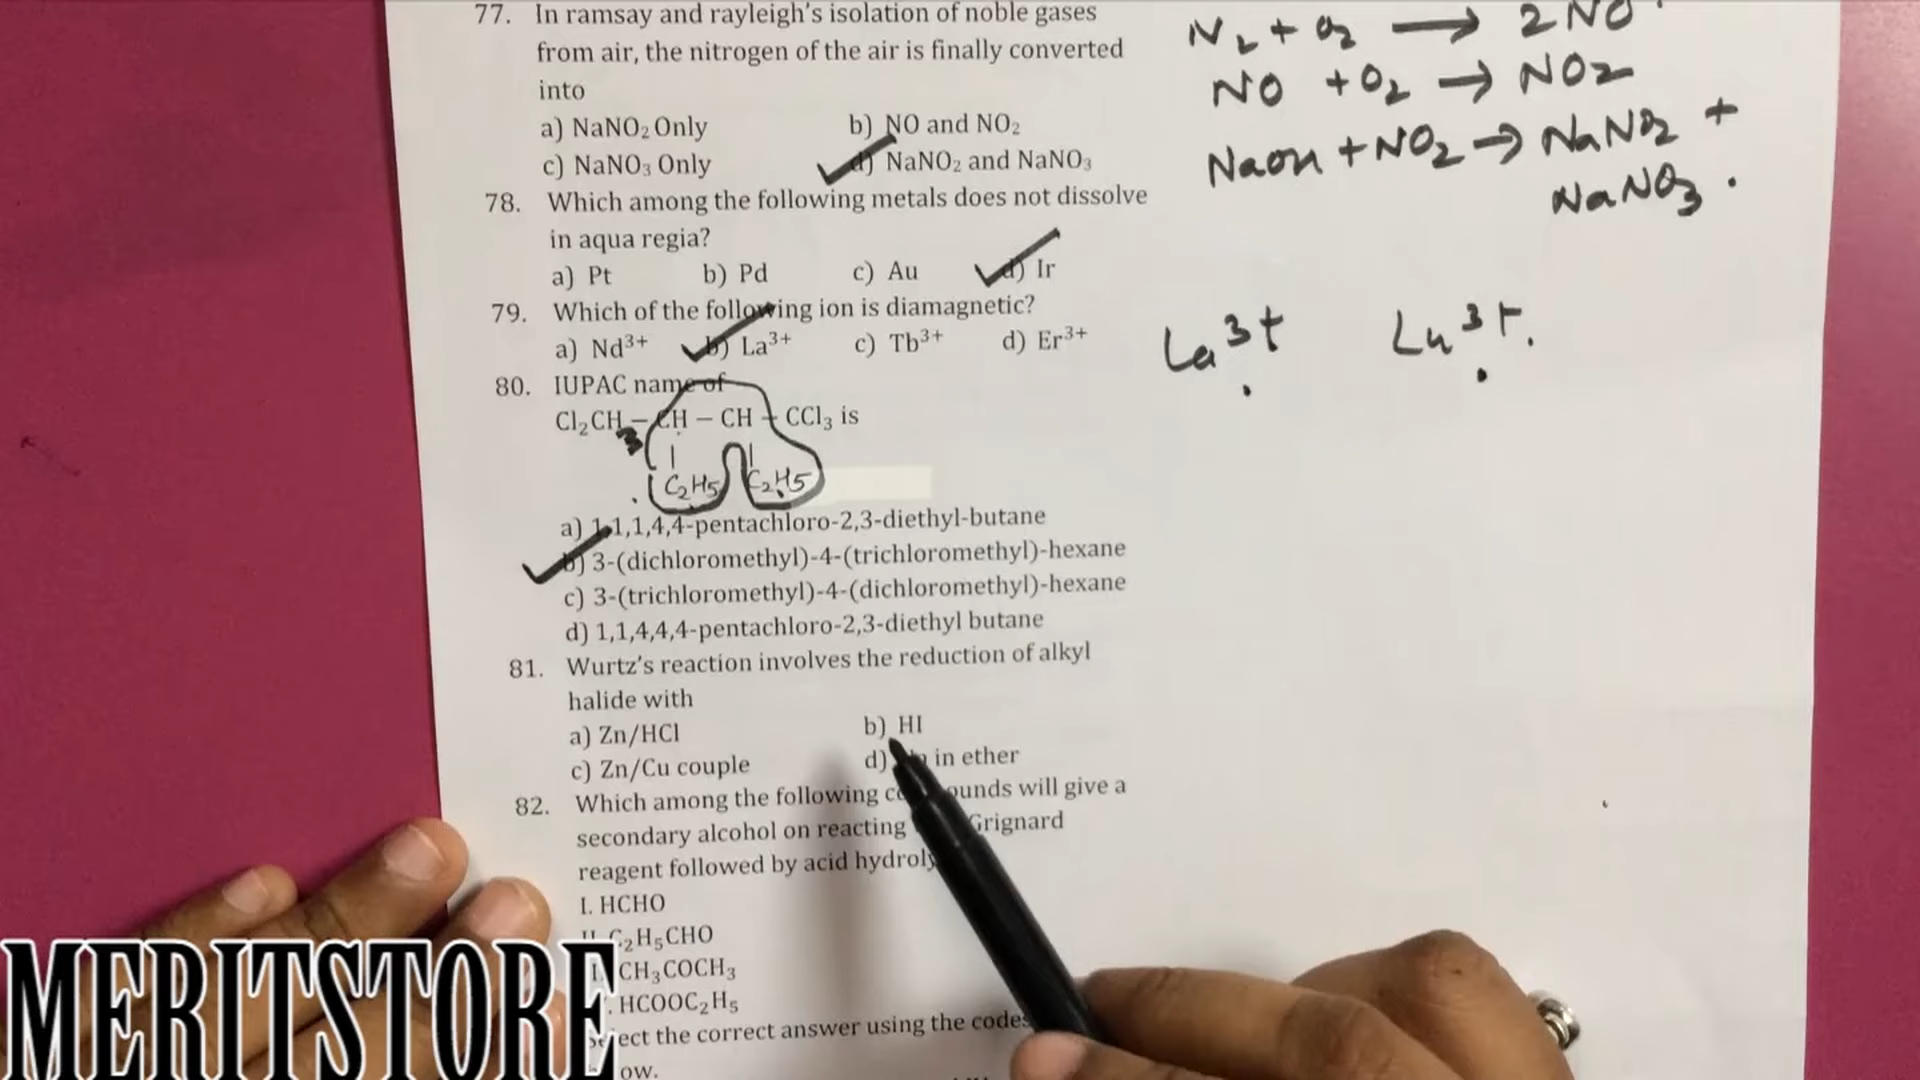 77. In ramsay and rayleigh's isolation of noble gases
from air, the nitrogen of the air is finally converted
into
a) NaNO₂ Only b) NO and NO₂
c) NaNO₃ Only d) NaNO₂ and NaNO₃
78. Which among the following metals does not dissolve
in aqua regia?
a) Pt b) Pd c) Au d) Ir
79. Which of the following ion is diamagnetic?
a) Nd³⁺ b) La³⁺ c) Tb³⁺ d) Er³⁺
80. IUPAC name of
Cl₂CH – CH – CH – CCl₃ is
3
C₂H₅ C₂H₅
a) 1,1,1,4,4-pentachloro-2,3-diethyl-butane
b) 3-(dichloromethyl)-4-(trichloromethyl)-hexane
c) 3-(trichloromethyl)-4-(dichloromethyl)-hexane
d) 1,1,4,4,4-pentachloro-2,3-diethyl butane
81. Wurtz's reaction involves the reduction of alkyl
halide with
a) Zn/HCl b) HI
c) Zn/Cu couple d) in ether
82. Which among the following will give a
secondary alcohol on reacting Grignard
reagent followed by acid
I. HCHO
C₂H₅CHO
CH₃COCH₃
HCOOC₂H₅
the correct answer using the codes
N₂ + O₂ → 2NO
NO + O₂ → NO₂
NaOH + NO₂ → NaNO₂ +
NaNO₃.
La³⁺ Lu³⁺.
MERITSTORE